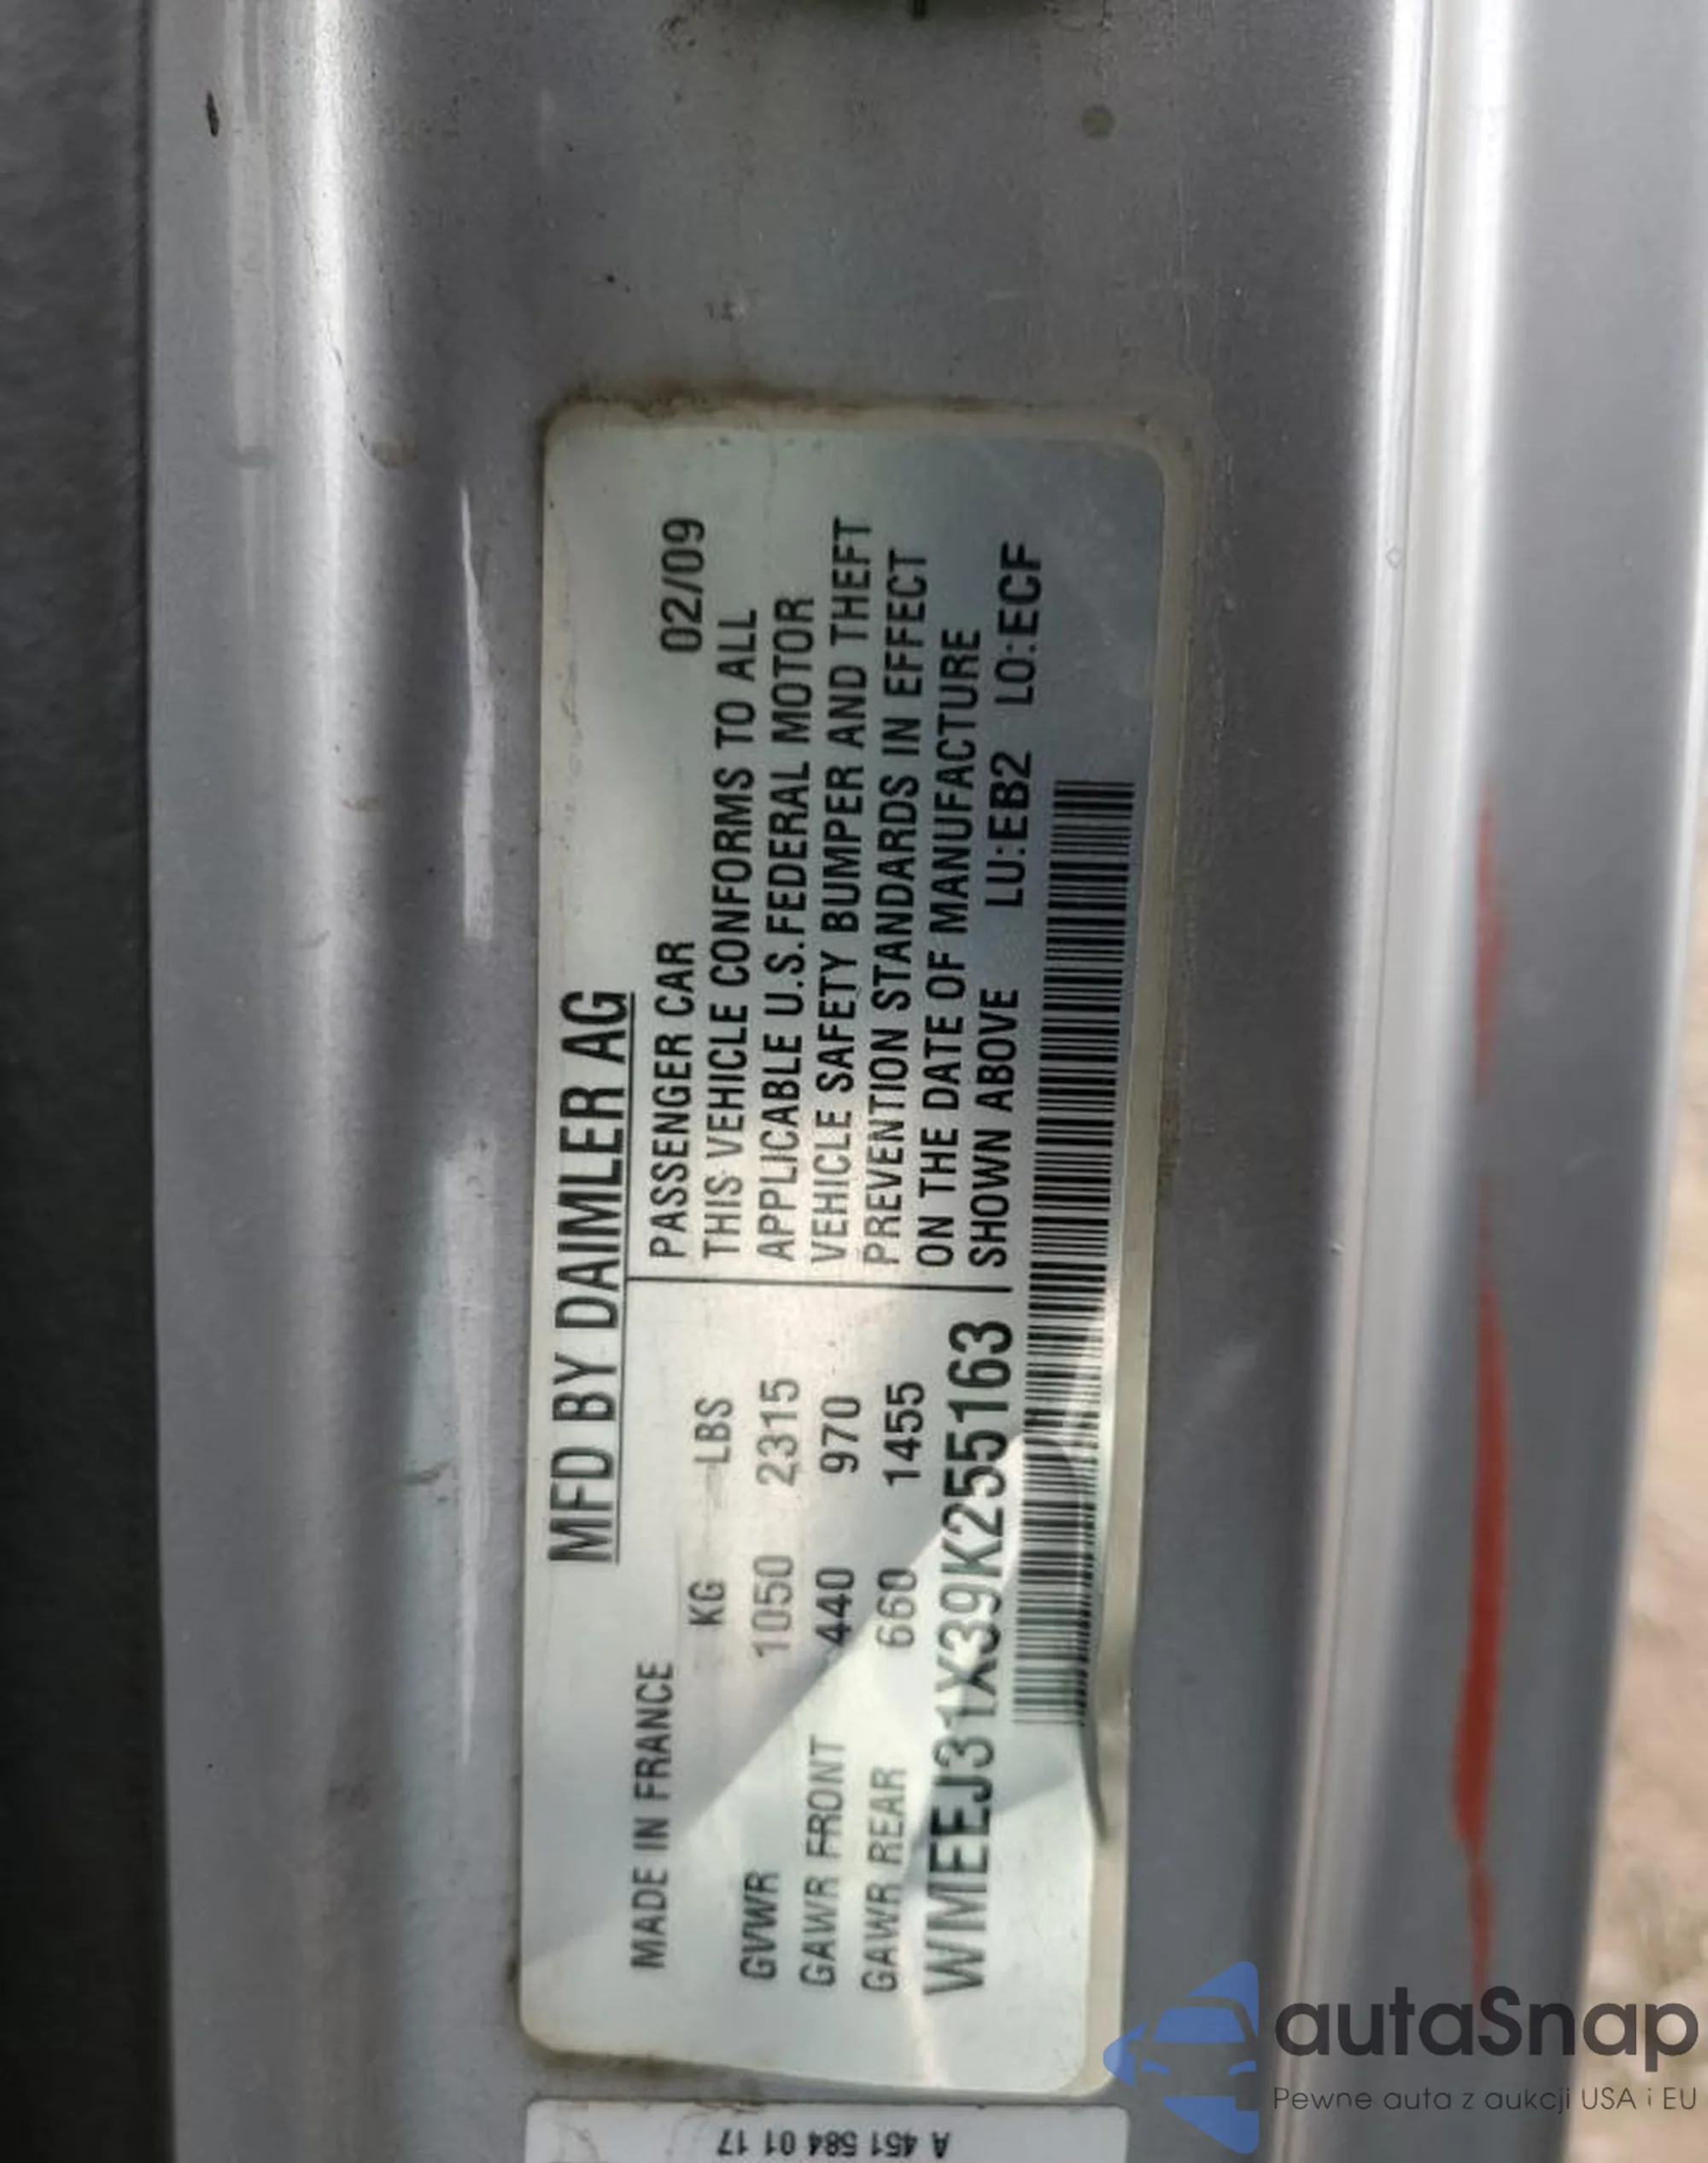 MFD BY DAIMLER AG
MADE IN FRANCE
KG LBS
GVWR 1050 2315
GAWR FRONT 440 970
GAWR REAR 660 1455
PASSENGER CAR 02/09
THIS VEHICLE CONFORMS TO ALL
APPLICABLE U.S.FEDERAL MOTOR
VEHICLE SAFETY BUMPER AND THEFT
PREVENTION STANDARDS IN EFFECT
ON THE DATE OF MANUFACTURE
SHOWN ABOVE LU:EB2 LO:ECF
WMEEJ31X39K255163
A 451 584 01 17
autaSnap
Pewne auta z aukcji USA i EU